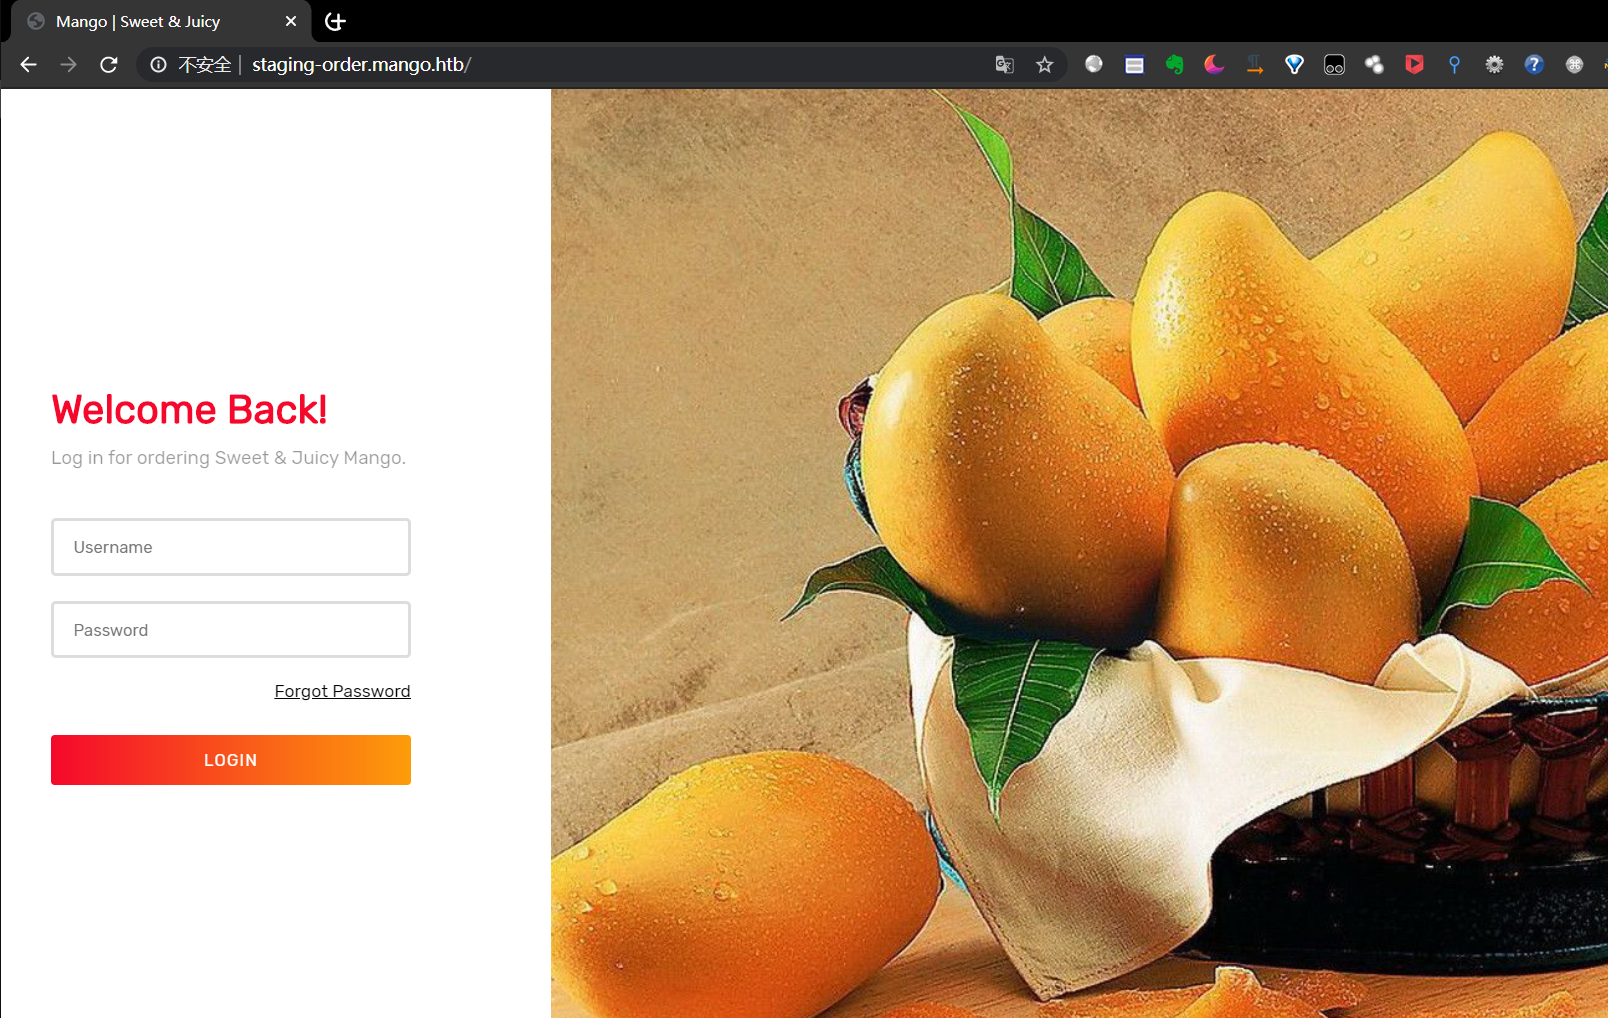 Mango | Sweet & Juicy
不安全 | staging-order.mango.htb/
Welcome Back!
Log in for ordering Sweet & Juicy Mango.
Username
Password
Forgot Password
LOGIN